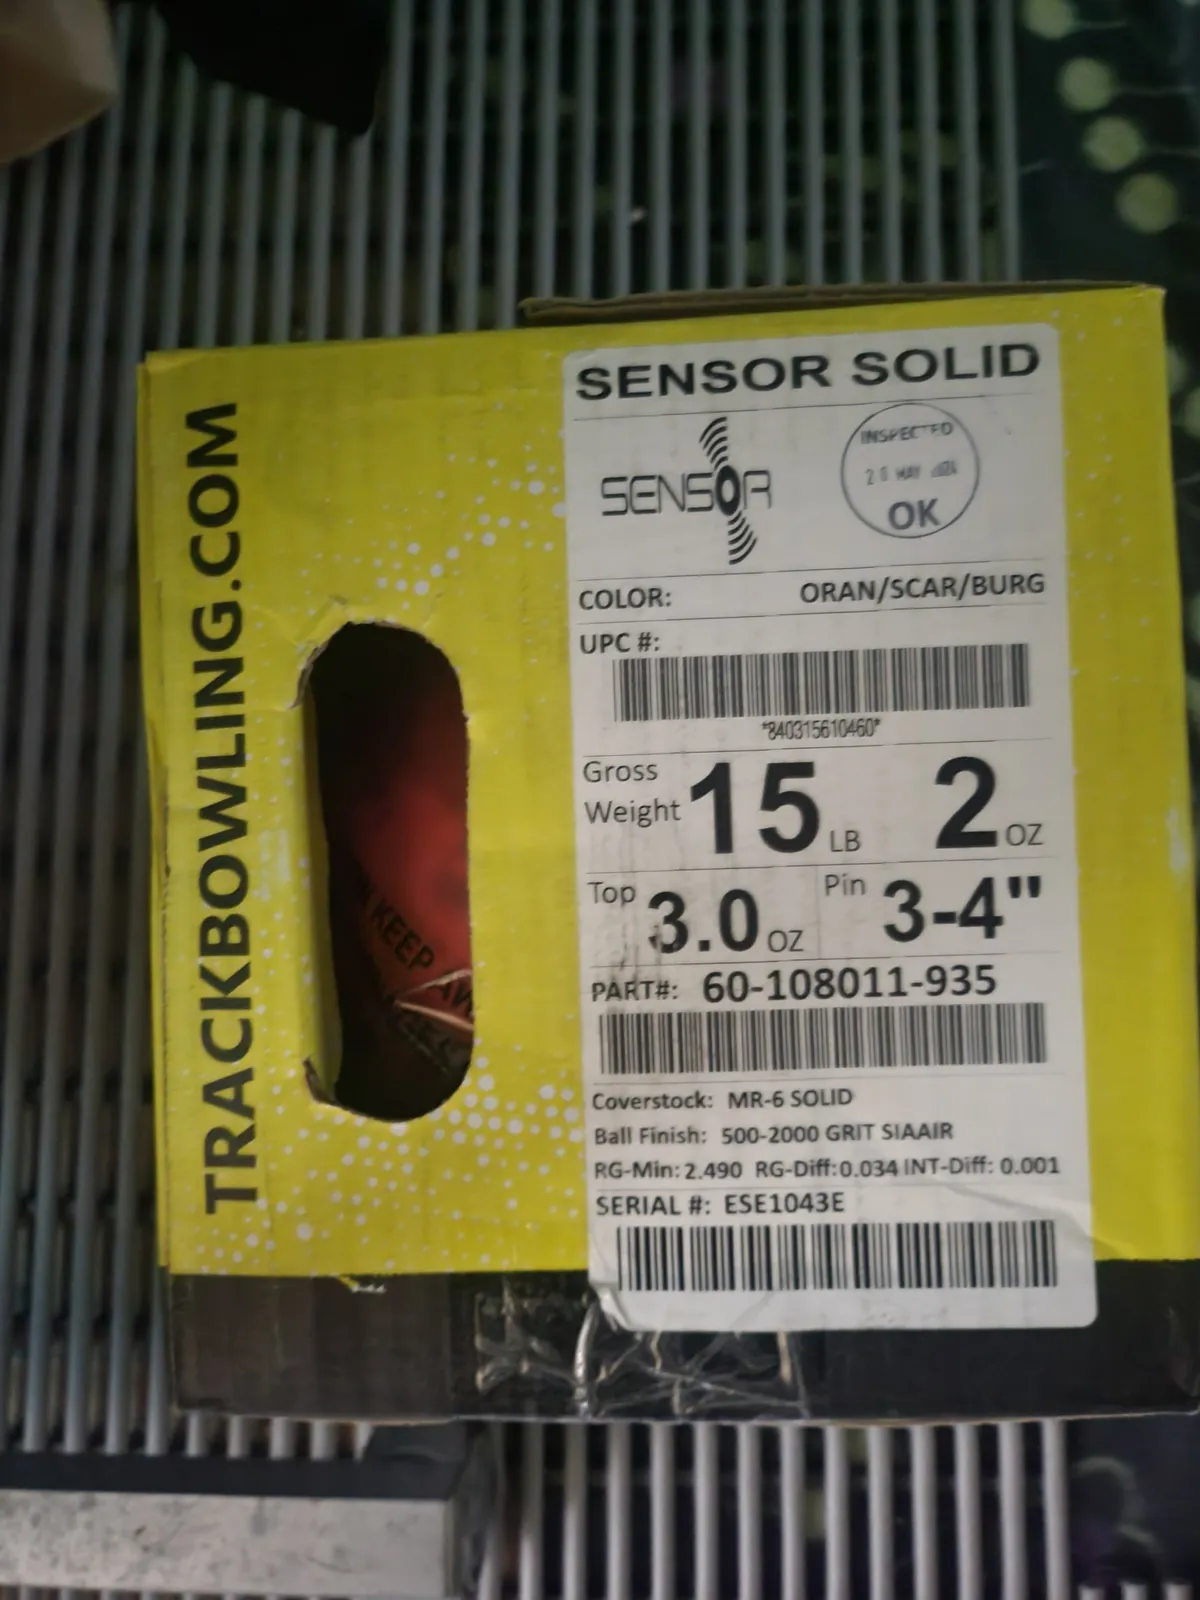 TRACKBOWLING.COM
SENSOR SOLID
SENSOR
INSPECTED
MAY
OK
COLOR: ORAN/SCAR/BURG
UPC #:
*840315610460*
Gross Weight 15 LB 2 OZ
Top 3.0 OZ Pin 3-4"
PART#: 60-108011-935
Coverstock: MR-6 SOLID
Ball Finish: 500-2000 GRIT SIAAIR
RG-Min: 2.490 RG-Diff: 0.034 INT-Diff: 0.001
SERIAL #: ESE1043E
KEEP